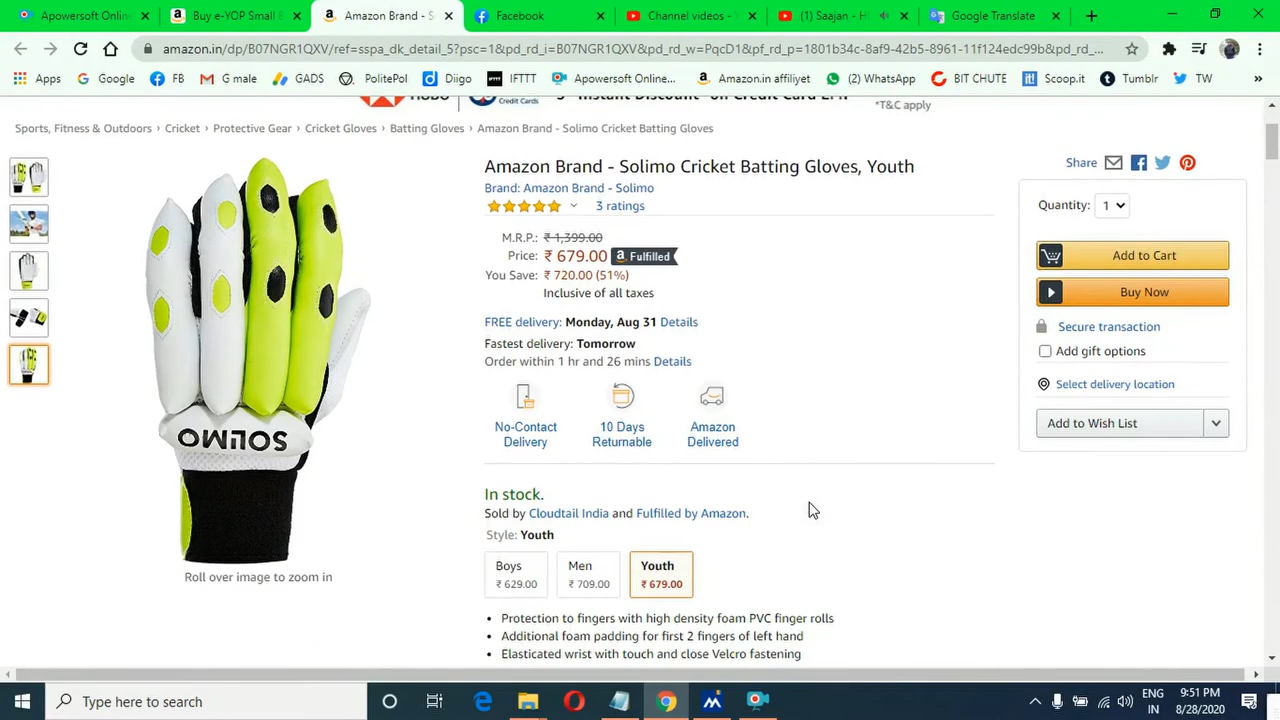 Apowersoft Onlin
Buy e-YOP Small B
Amazon Brand - S
Facebook
Channel videos - Y
(1) Saajan - H
Google Translate
amazon.in/dp/B07NGR1QXV/ref=sspa_dk_detail_5?psc=1&pd_rd_i=B07NGR1QXV&pd_rd_w=PqcD1&pf_rd_p=1801b34c-8af9-42b5-8961-11f124edc99b&pd_rd_...
Apps
Google
FB
G male
GADS
PolitePol
Diigo
IFTTT
Apowersoft Online...
Amazon.in affiliyet
(2) WhatsApp
BIT CHUTE
Scoop.it
Tumblr
TW
»
Credit Cards
*T&C apply
Sports, Fitness & Outdoors › Cricket › Protective Gear › Cricket Gloves › Batting Gloves › Amazon Brand - Solimo Cricket Batting Gloves
Amazon Brand - Solimo Cricket Batting Gloves, Youth
Brand: Amazon Brand - Solimo
3 ratings
M.R.P.: ₹ 1,399.00
Price: ₹ 679.00 a Fulfilled
You Save: ₹ 720.00 (51%)
Inclusive of all taxes
FREE delivery: Monday, Aug 31 Details
Fastest delivery: Tomorrow
Order within 1 hr and 26 mins Details
No-Contact Delivery
10 Days Returnable
Amazon Delivered
In stock.
Sold by Cloudtail India and Fulfilled by Amazon.
Style: Youth
Boys
₹ 629.00
Men
₹ 709.00
Youth
₹ 679.00
• Protection to fingers with high density foam PVC finger rolls
• Additional foam padding for first 2 fingers of left hand
• Elasticated wrist with touch and close Velcro fastening
SOLIMO
Roll over image to zoom in
Share
Quantity: 1
Add to Cart
Buy Now
Secure transaction
Add gift options
Select delivery location
Add to Wish List
Type here to search
ENG
IN
9:51 PM
8/28/2020